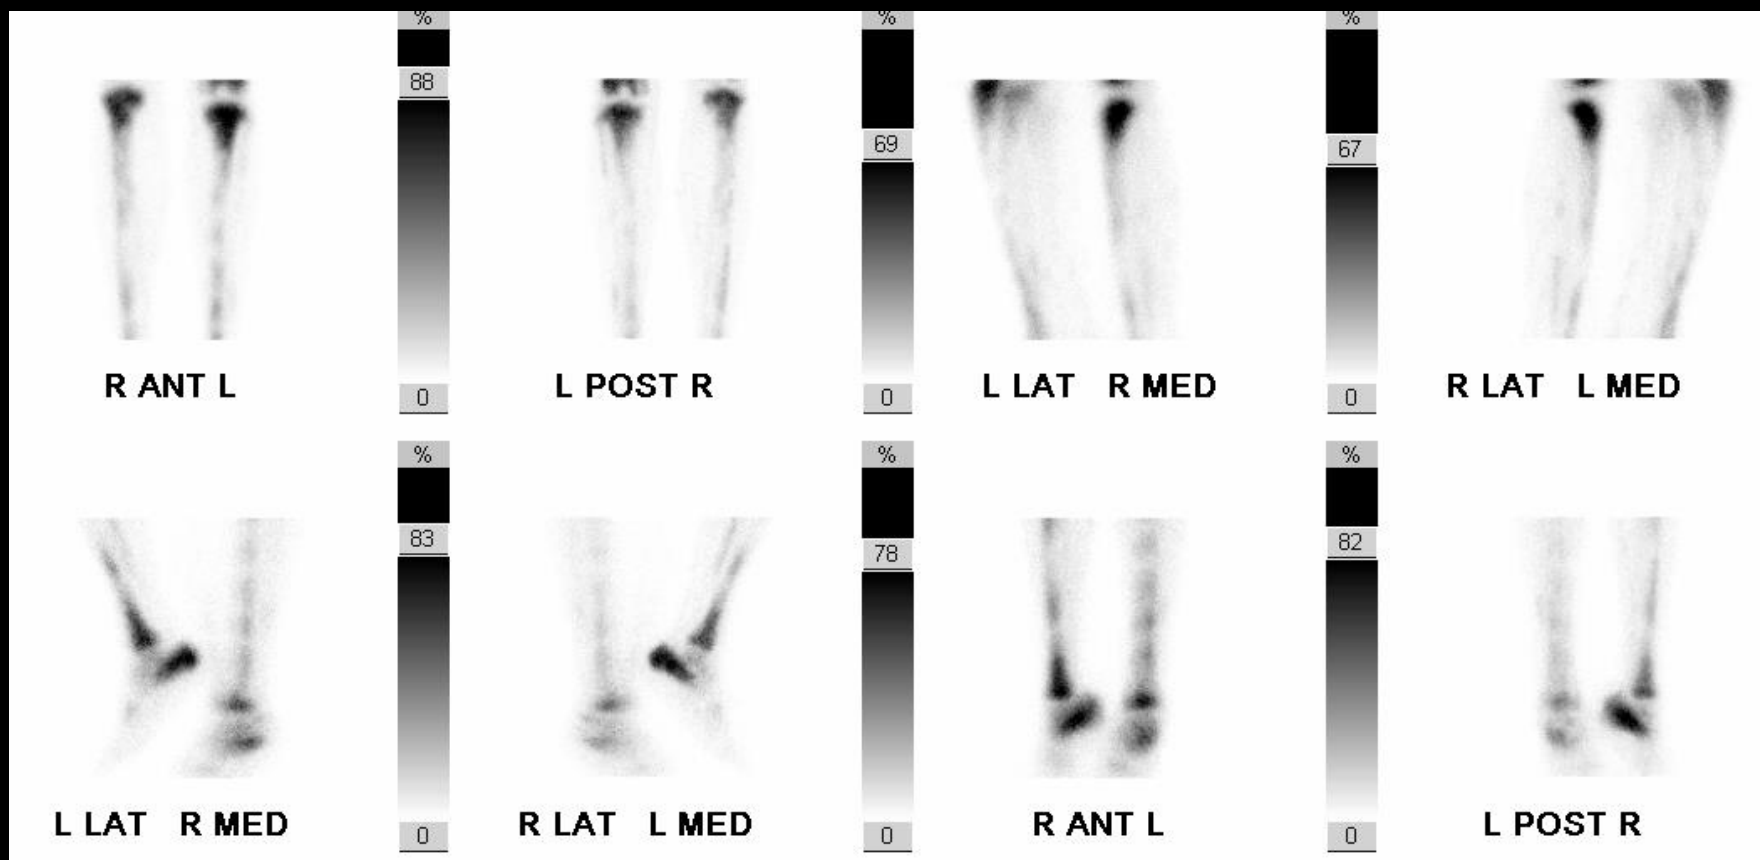 % % %
88 69 67
0 0 0
R ANT L L POST R L LAT R MED R LAT L MED
% % %
83 78 82
0 0 0
L LAT R MED R LAT L MED R ANT L L POST R